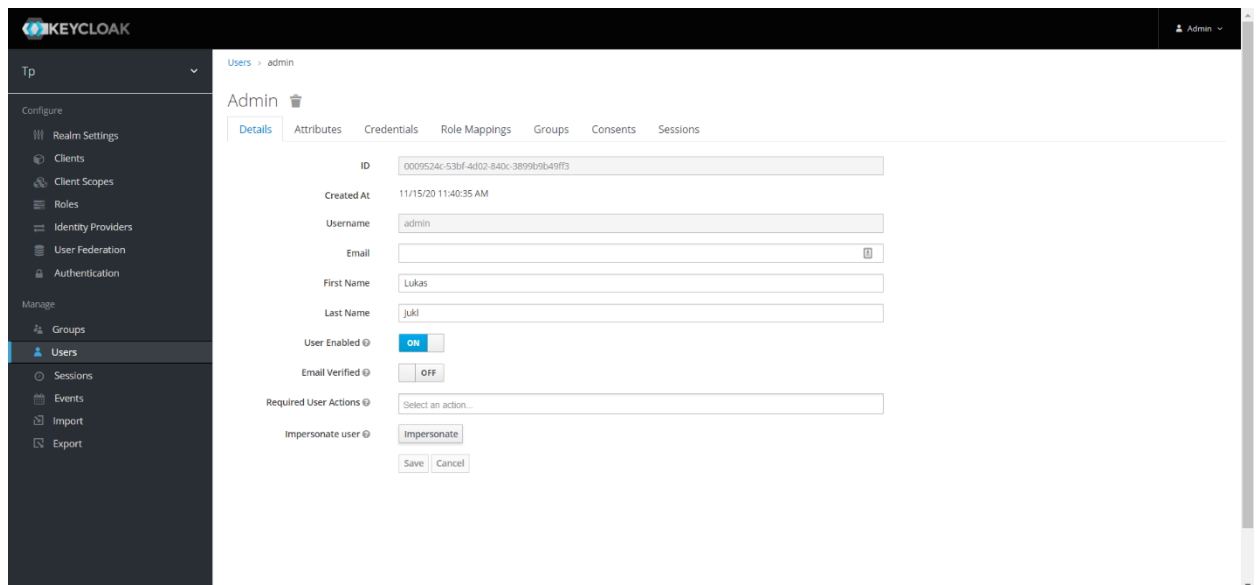 KEYCLOAK
Admin
Tp
Configure
Realm Settings
Clients
Client Scopes
Roles
Identity Providers
User Federation
Authentication
Manage
Groups
Users
Sessions
Events
Import
Export
Users > admin
Admin
Details Attributes Credentials Role Mappings Groups Consents Sessions
ID 0009524c-53bf-4d02-840c-3899b9b49ff3
Created At 11/15/20 11:40:35 AM
Username admin
Email
First Name Lukas
Last Name Jukl
User Enabled ON
Email Verified OFF
Required User Actions Select an action...
Impersonate user Impersonate
Save Cancel